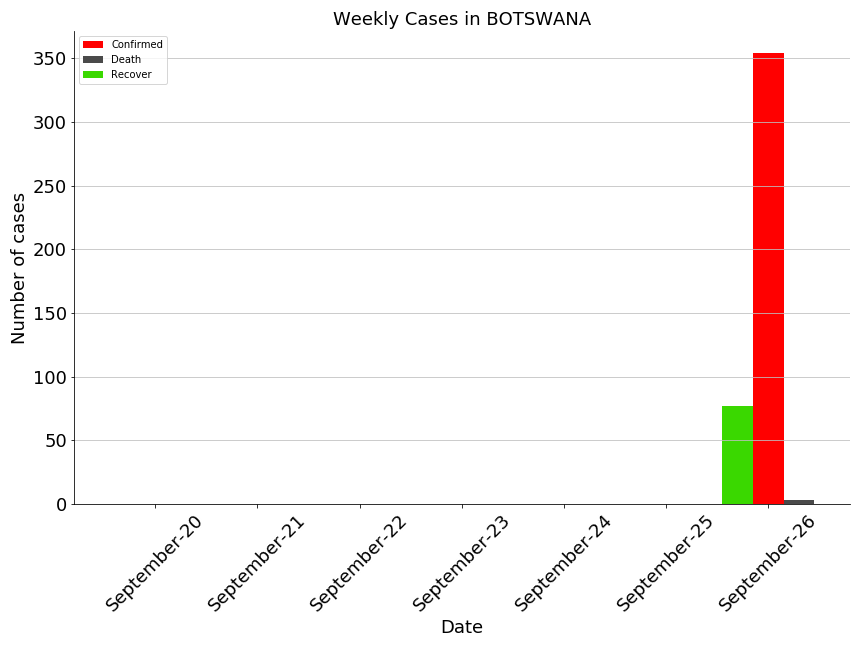 Weekly Cases in BOTSWANA
Confirmed
Death
Recover
350
300
250
200
150
100
50
0
Number of cases
September-20
September-21
September-22
September-23
September-24
September-25
September-26
Date